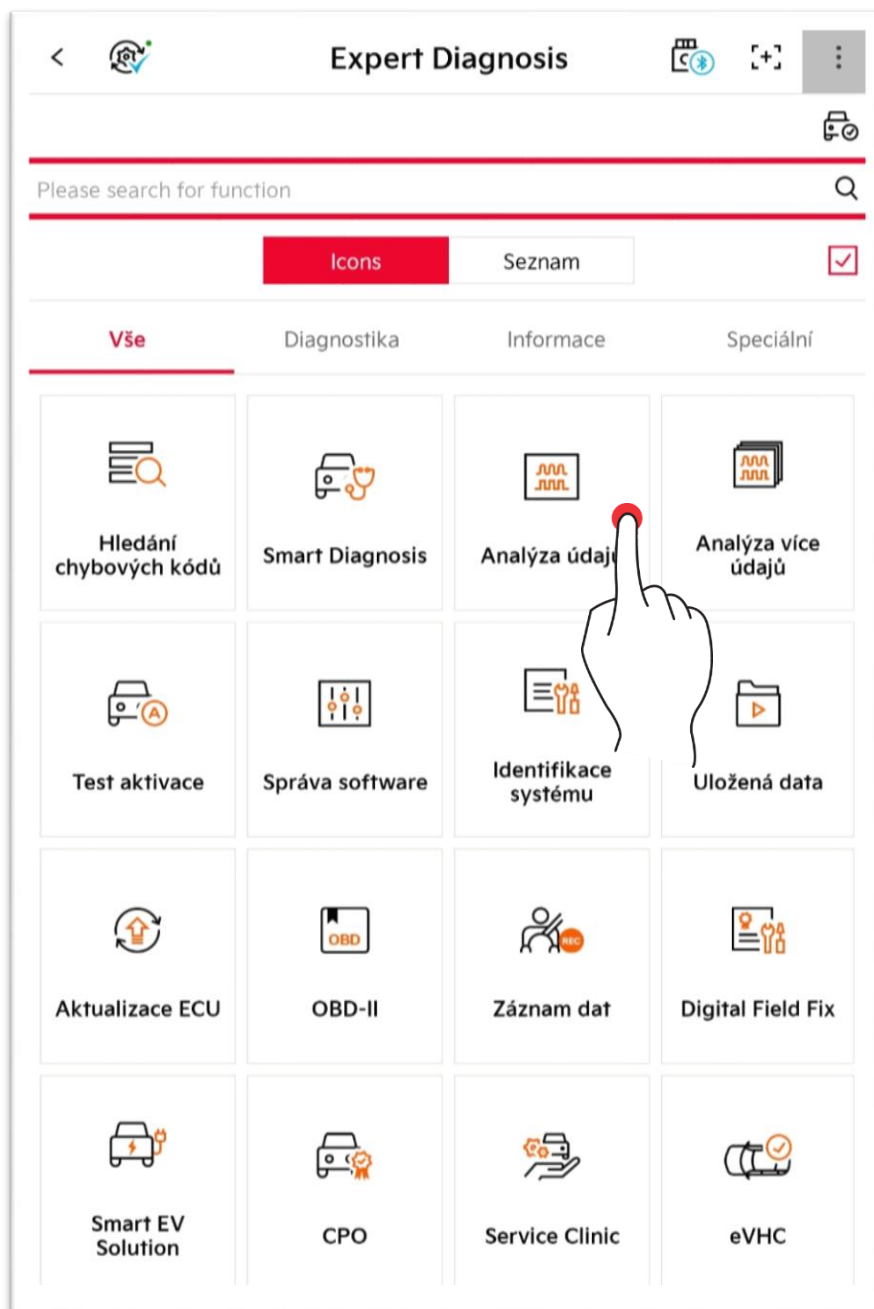 Expert Diagnosis
Please search for function
Icons
Seznam
Vše
Diagnostika
Informace
Speciální
Hledání
chybových kódů
Smart Diagnosis
Analýza údajů
Analýza více
údajů
Test aktivace
Správa software
Identifikace
systému
Uložená data
A
OBD
REC
Aktualizace ECU
OBD-II
Záznam dat
Digital Field Fix
Smart EV
Solution
CPO
Service Clinic
eVHC